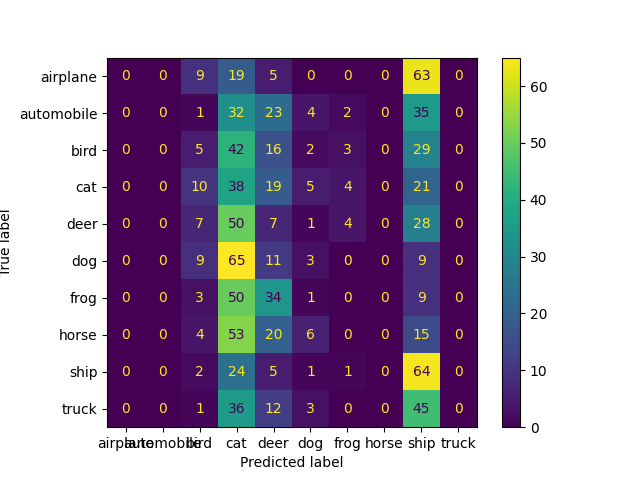 airplane 0 0 9 19 5 0 0 0 63 0
automobile 0 0 1 32 23 4 2 0 35 0
bird 0 0 5 42 16 2 3 0 29 0
cat 0 0 10 38 19 5 4 0 21 0
deer 0 0 7 50 7 1 4 0 28 0
dog 0 0 9 65 11 3 0 0 9 0
frog 0 0 3 50 34 1 0 0 9 0
horse 0 0 4 53 20 6 0 0 15 0
ship 0 0 2 24 5 1 1 0 64 0
truck 0 0 1 36 12 3 0 0 45 0
airplane automobile bird cat deer dog frog horse ship truck
Predicted label
True label
60
50
40
30
20
10
0